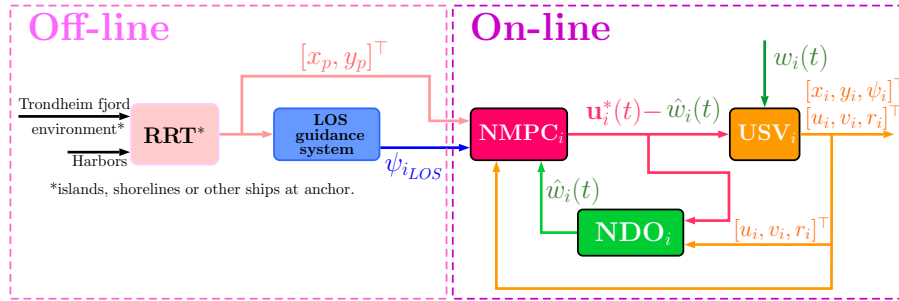 Off-line
On-line
[x_p, y_p]^⊤
w_i(t)
Trondheim fjord
environment*
Harbors
RRT*
LOS
guidance
system
ψ_{i_{LOS}}
*islands, shorelines or other ships at anchor.
NMPC_i
u_i^*(t) − ŵ_i(t)
USV_i
[x_i, y_i, ψ_i]^⊤
[u_i, v_i, r_i]^⊤
ŵ_i(t)
NDO_i
[u_i, v_i, r_i]^⊤